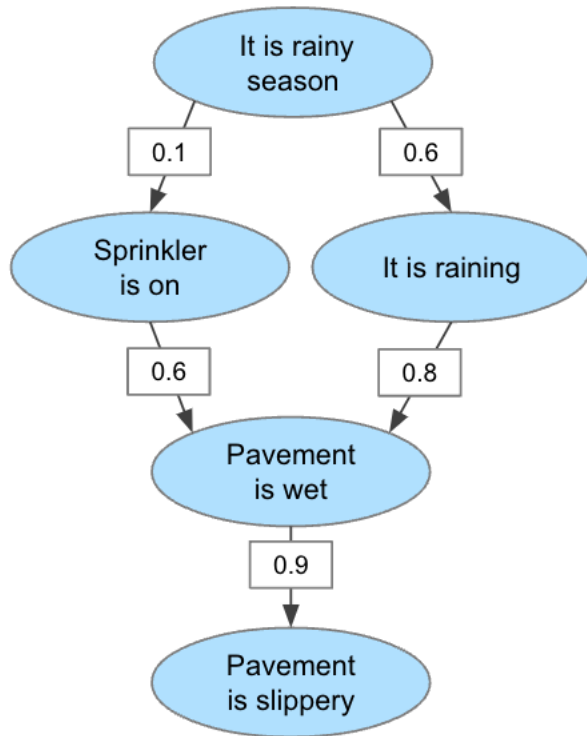 It is rainy
season
0.1
0.6
Sprinkler
is on
It is raining
0.6
0.8
Pavement
is wet
0.9
Pavement
is slippery